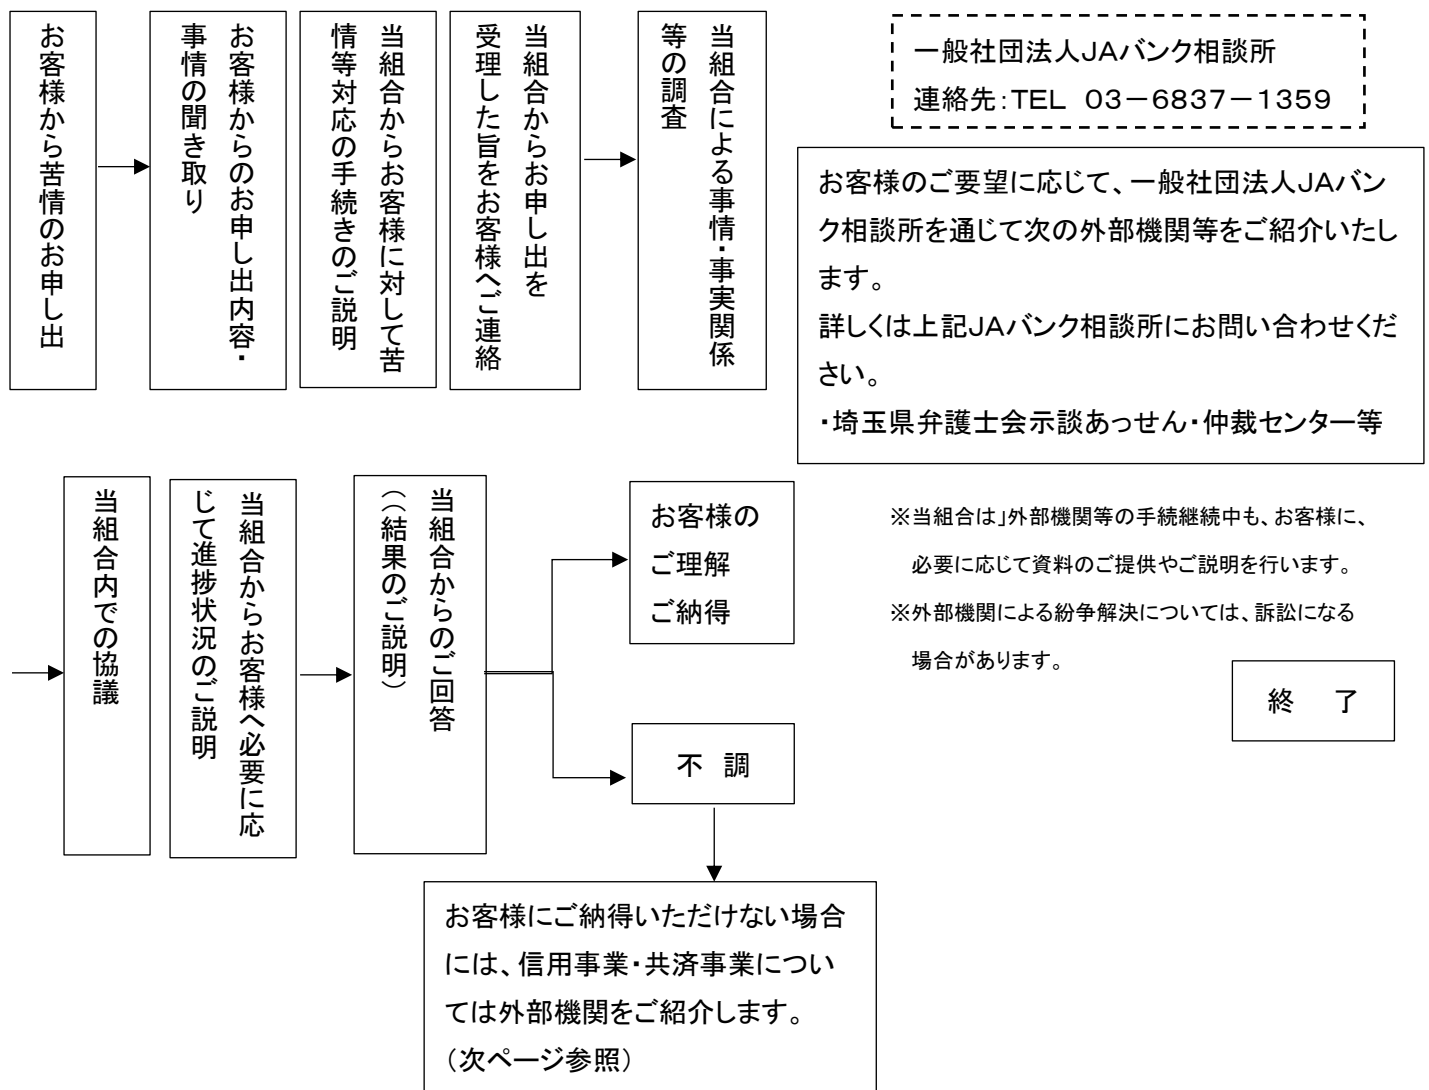 お客様から苦情のお申し出
お客様からのお申し出内容・
事情の聞き取り
当組合からお客様に対して苦
情等対応の手続きのご説明
当組合からお申し出を
受理した旨をお客様へご連絡
当組合による事情・事実関係
等の調査
一般社団法人JAバンク相談所
連絡先:TEL 03-6837-1359
お客様のご要望に応じて、一般社団法人JAバン
ク相談所を通じて次の外部機関等をご紹介いたし
ます。
詳しくは上記JAバンク相談所にお問い合わせくだ
さい。
・埼玉県弁護士会示談あっせん・仲裁センター等
当組合内での協議
当組合からお客様へ必要に応
じて進捗状況のご説明
当組合からのご回答
((結果のご説明)
お客様の
ご理解
ご納得
不 調
※当組合は」外部機関等の手続継続中も、お客様に、
必要に応じて資料のご提供やご説明を行います。
※外部機関による紛争解決については、訴訟になる
場合があります。
終 了
お客様にご納得いただけない場合
には、信用事業・共済事業につい
ては外部機関をご紹介します。
(次ページ参照)